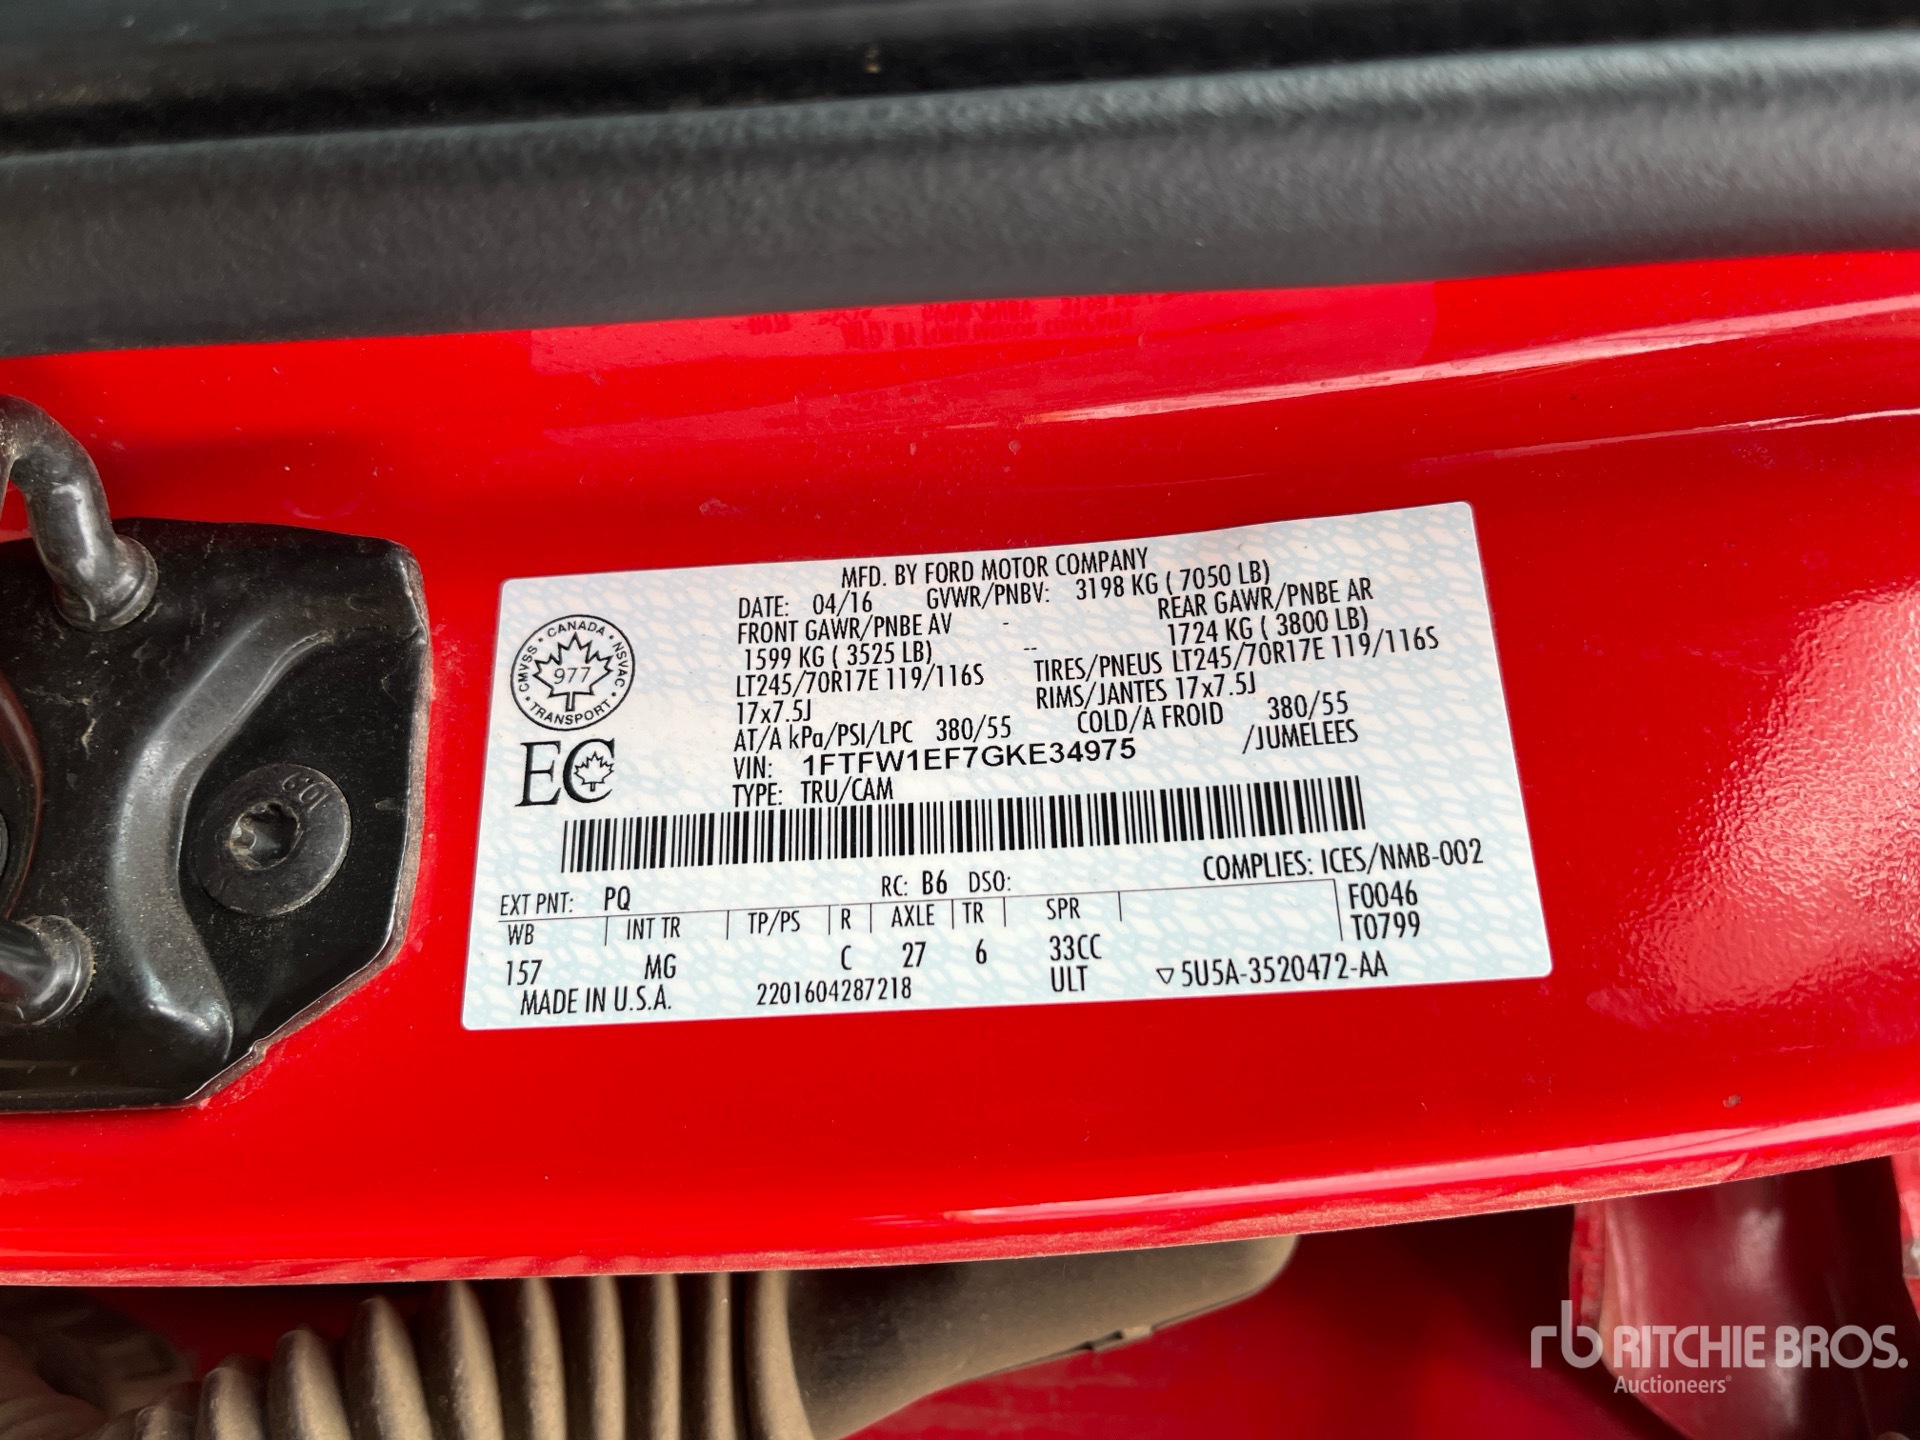 MFD. BY FORD MOTOR COMPANY
DATE: 04/16 GVWR/PNBV: 3198 KG ( 7050 LB)
FRONT GAWR/PNBE AV - REAR GAWR/PNBE AR
1599 KG ( 3525 LB) -- 1724 KG ( 3800 LB)
LT245/70R17E 119/116S TIRES/PNEUS LT245/70R17E 119/116S
17x7.5J RIMS/JANTES 17x7.5J
AT/A kPa/PSI/LPC 380/55 COLD/A FROID 380/55
VIN: 1FTFW1EF7GKE34975 /JUMELEES
TYPE: TRU/CAM
CANADA
CMVSS 977 NSVAC
TRANSPORT
EC
COMPLIES: ICES/NMB-002
EXT PNT: PQ RC: B6 DSO:
WB | INT TR | TP/PS | R | AXLE | TR | SPR | F0046
T0799
157 MG C 27 6 33CC
MADE IN U.S.A. 2201604287218 ULT ▽5U5A-3520472-AA
10.9
rb RITCHIE BROS.
Auctioneers